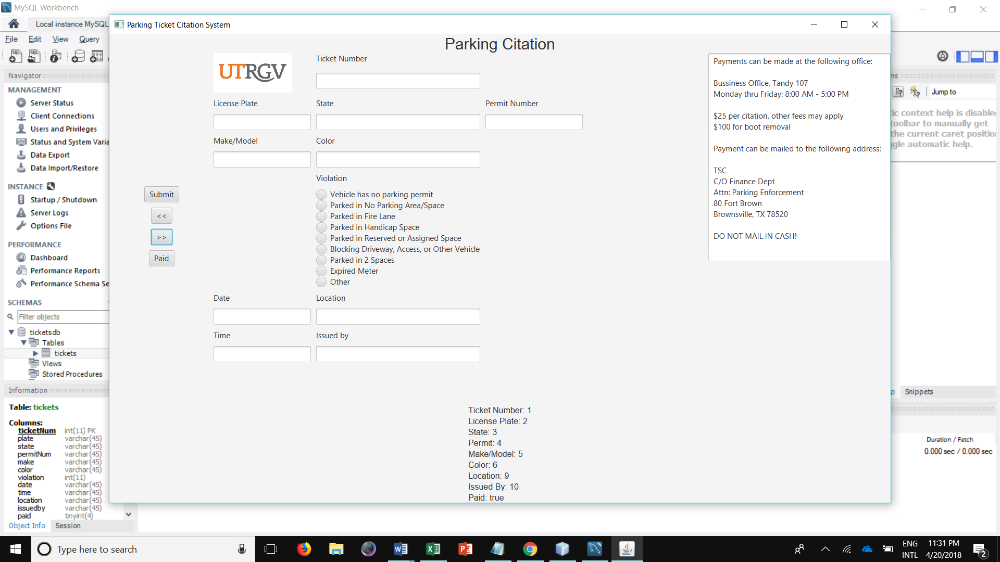 MySQL Workbench
Local instance MySQL
File Edit View Query
Navigator
MANAGEMENT
Server Status
Client Connections
Users and Privileges
Status and System Varia
Data Export
Data Import/Restore
INSTANCE
Startup / Shutdown
Server Logs
Options File
PERFORMANCE
Dashboard
Performance Reports
Performance Schema Se
SCHEMAS
Filter objects
ticketsdb
Tables
tickets
Views
Stored Procedures
Information
Table: tickets
Columns:
ticketNum int(11) PK
plate varchar(45)
state varchar(45)
permitNum varchar(45)
make varchar(45)
color varchar(45)
violation int(11)
date varchar(45)
time varchar(45)
location varchar(45)
issuedby varchar(45)
paid tinyint(4)
Object Info Session
Parking Ticket Citation System
Parking Citation
UTRGV
Ticket Number
License Plate State Permit Number
Make/Model Color
Violation
Submit
<<
>>
Paid
Vehicle has no parking permit
Parked in No Parking Area/Space
Parked in Fire Lane
Parked in Handicap Space
Parked in Reserved or Assigned Space
Blocking Driveway, Access, or Other Vehicle
Parked in 2 Spaces
Expired Meter
Other
Date Location
Time Issued by
Ticket Number: 1
License Plate: 2
State: 3
Permit: 4
Make/Model: 5
Color: 6
Location: 9
Issued By: 10
Paid: true
Payments can be made at the following office:
Bussiness Office, Tandy 107
Monday thru Friday: 8:00 AM - 5:00 PM
$25 per citation, other fees may apply
$100 for boot removal
Payment can be mailed to the following address:
TSC
C/O Finance Dept
Attn: Parking Enforcement
80 Fort Brown
Brownsville, TX 78520
DO NOT MAIL IN CASH!
ns
Jump to
ic context help is disable
toolbar to manually get
the current caret position
ggle automatic help.
p Snippets
Duration / Fetch
0.000 sec / 0.000 sec
Type here to search
ENG
INTL
11:31 PM
4/20/2018
2